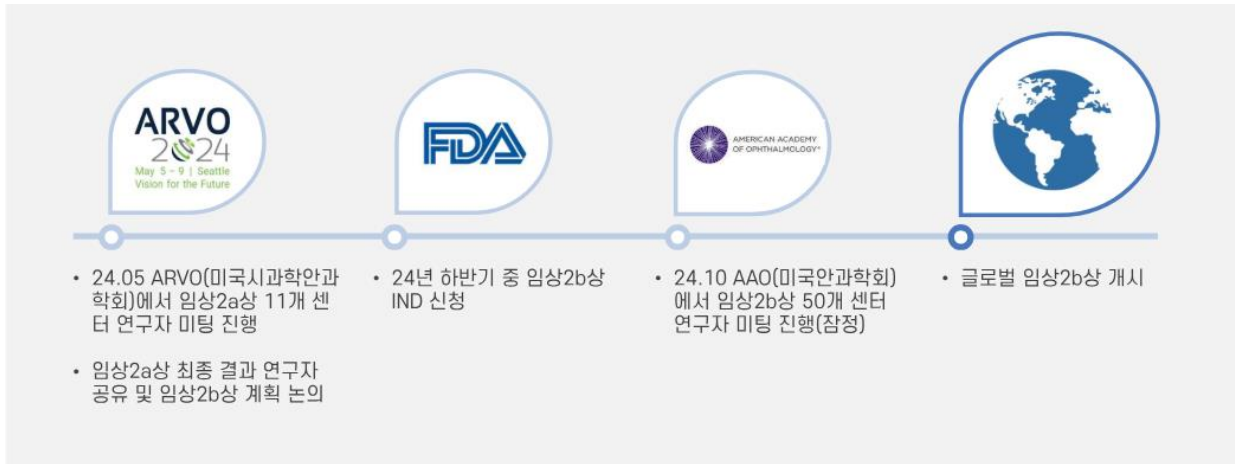 ARVO
2024
May 5 - 9 | Seattle
Vision for the Future
FDA
AMERICAN ACADEMY
OF OPHTHALMOLOGY®
• 24.05 ARVO(미국시과학안과
학회)에서 임상2a상 11개 센
터 연구자 미팅 진행
• 임상2a상 최종 결과 연구자
공유 및 임상2b상 계획 논의
• 24년 하반기 중 임상2b상
IND 신청
• 24.10 AAO(미국안과학회)
에서 임상2b상 50개 센터
연구자 미팅 진행(잠정)
• 글로벌 임상2b상 개시